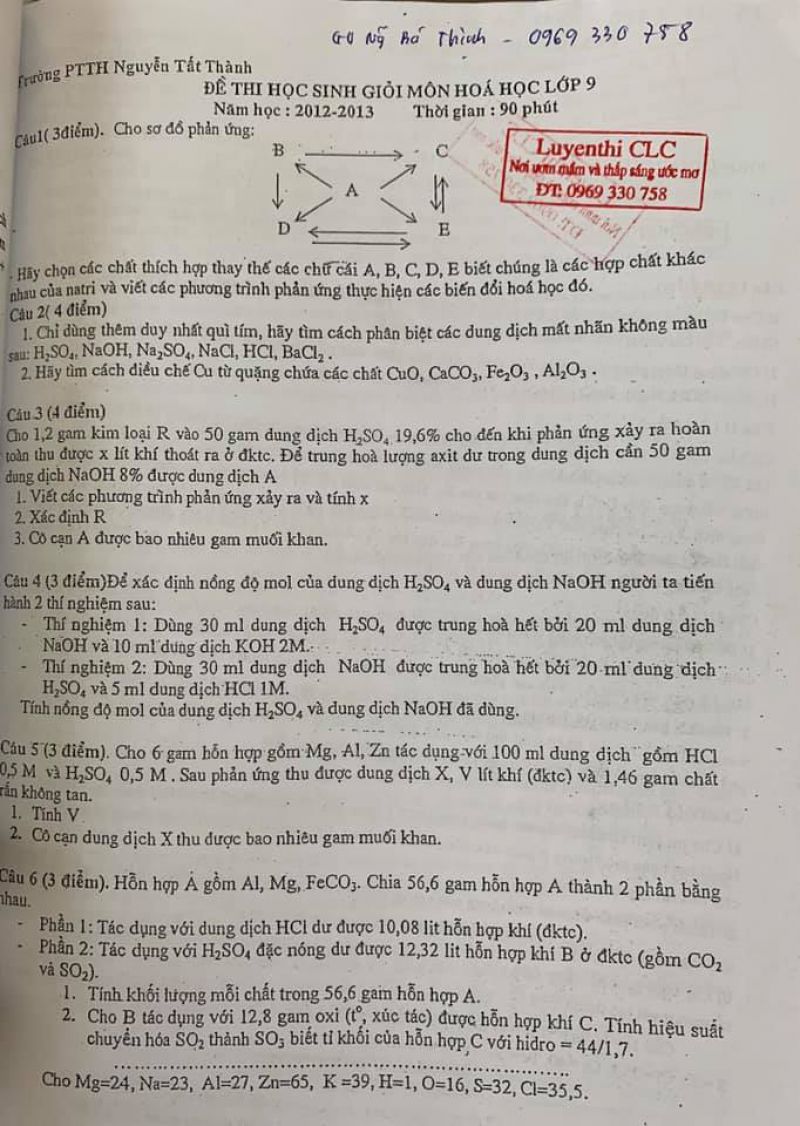 GV Ng Bá Thình - 0969 330 758
Trường PTTH Nguyễn Tất Thành
ĐỀ THI HỌC SINH GIỎI MÔN HOÁ HỌC LỚP 9
Năm học : 2012-2013 Thời gian : 90 phút
Câu1( 3điểm). Cho sơ đồ phản ứng:
Luyenthi CLC
Nơi ươm mầm và thắp sáng ước mơ
ĐT: 0969 330 758
B C
A
D E
. Hãy chọn các chất thích hợp thay thế các chữ cái A, B, C, D, E biết chúng là các hợp chất khác
nhau của natri và viết các phương trình phản ứng thực hiện các biến đổi hoá học đó.
Câu 2( 4 điểm)
1. Chỉ dùng thêm duy nhất quì tím, hãy tìm cách phân biệt các dung dịch mất nhãn không màu
sau: H₂SO₄, NaOH, Na₂SO₄, NaCl, HCl, BaCl₂ .
2. Hãy tìm cách điều chế Cu từ quặng chứa các chất CuO, CaCO₃, Fe₂O₃ , Al₂O₃ .
Câu 3 (4 điểm)
Cho 1,2 gam kim loại R vào 50 gam dung dịch H₂SO₄ 19,6% cho đến khi phản ứng xảy ra hoàn
toàn thu được x lít khí thoát ra ở đktc. Để trung hoà lượng axit dư trong dung dịch cần 50 gam
dung dịch NaOH 8% được dung dịch A
1. Viết các phương trình phản ứng xảy ra và tính x
2. Xác định R
3. Cô cạn A được bao nhiêu gam muối khan.
Câu 4 (3 điểm)Để xác định nồng độ mol của dung dịch H₂SO₄ và dung dịch NaOH người ta tiến
hành 2 thí nghiệm sau:
- Thí nghiệm 1: Dùng 30 ml dung dịch H₂SO₄ được trung hoà hết bởi 20 ml dung dịch
NaOH và 10 ml dung dịch KOH 2M.
- Thí nghiệm 2: Dùng 30 ml dung dịch NaOH được trung hoà hết bởi 20 ml dung dịch
H₂SO₄ và 5 ml dung dịch HCl 1M.
Tính nồng độ mol của dung dịch H₂SO₄ và dung dịch NaOH đã dùng.
Câu 5 (3 điểm). Cho 6 gam hỗn hợp gồm Mg, Al, Zn tác dụng với 100 ml dung dịch gồm HCl
0,5 M và H₂SO₄ 0,5 M . Sau phản ứng thu được dung dịch X, V lít khí (đktc) và 1,46 gam chất
rắn không tan.
1. Tính V
2. Cô cạn dung dịch X thu được bao nhiêu gam muối khan.
Câu 6 (3 điểm). Hỗn hợp A gồm Al, Mg, FeCO₃. Chia 56,6 gam hỗn hợp A thành 2 phần bằng
nhau.
- Phần 1: Tác dụng với dung dịch HCl dư được 10,08 lit hỗn hợp khí (đktc).
- Phần 2: Tác dụng với H₂SO₄ đặc nóng dư được 12,32 lit hỗn hợp khí B ở đktc (gồm CO₂
và SO₂).
1. Tính khối lượng mỗi chất trong 56,6 gam hỗn hợp A.
2. Cho B tác dụng với 12,8 gam oxi (t°, xúc tác) được hỗn hợp khí C. Tính hiệu suất
chuyển hóa SO₂ thành SO₃ biết tỉ khối của hỗn hợp C với hidro = 44/1,7.
Cho Mg=24, Na=23, Al=27, Zn=65, K =39, H=1, O=16, S=32, Cl=35,5.